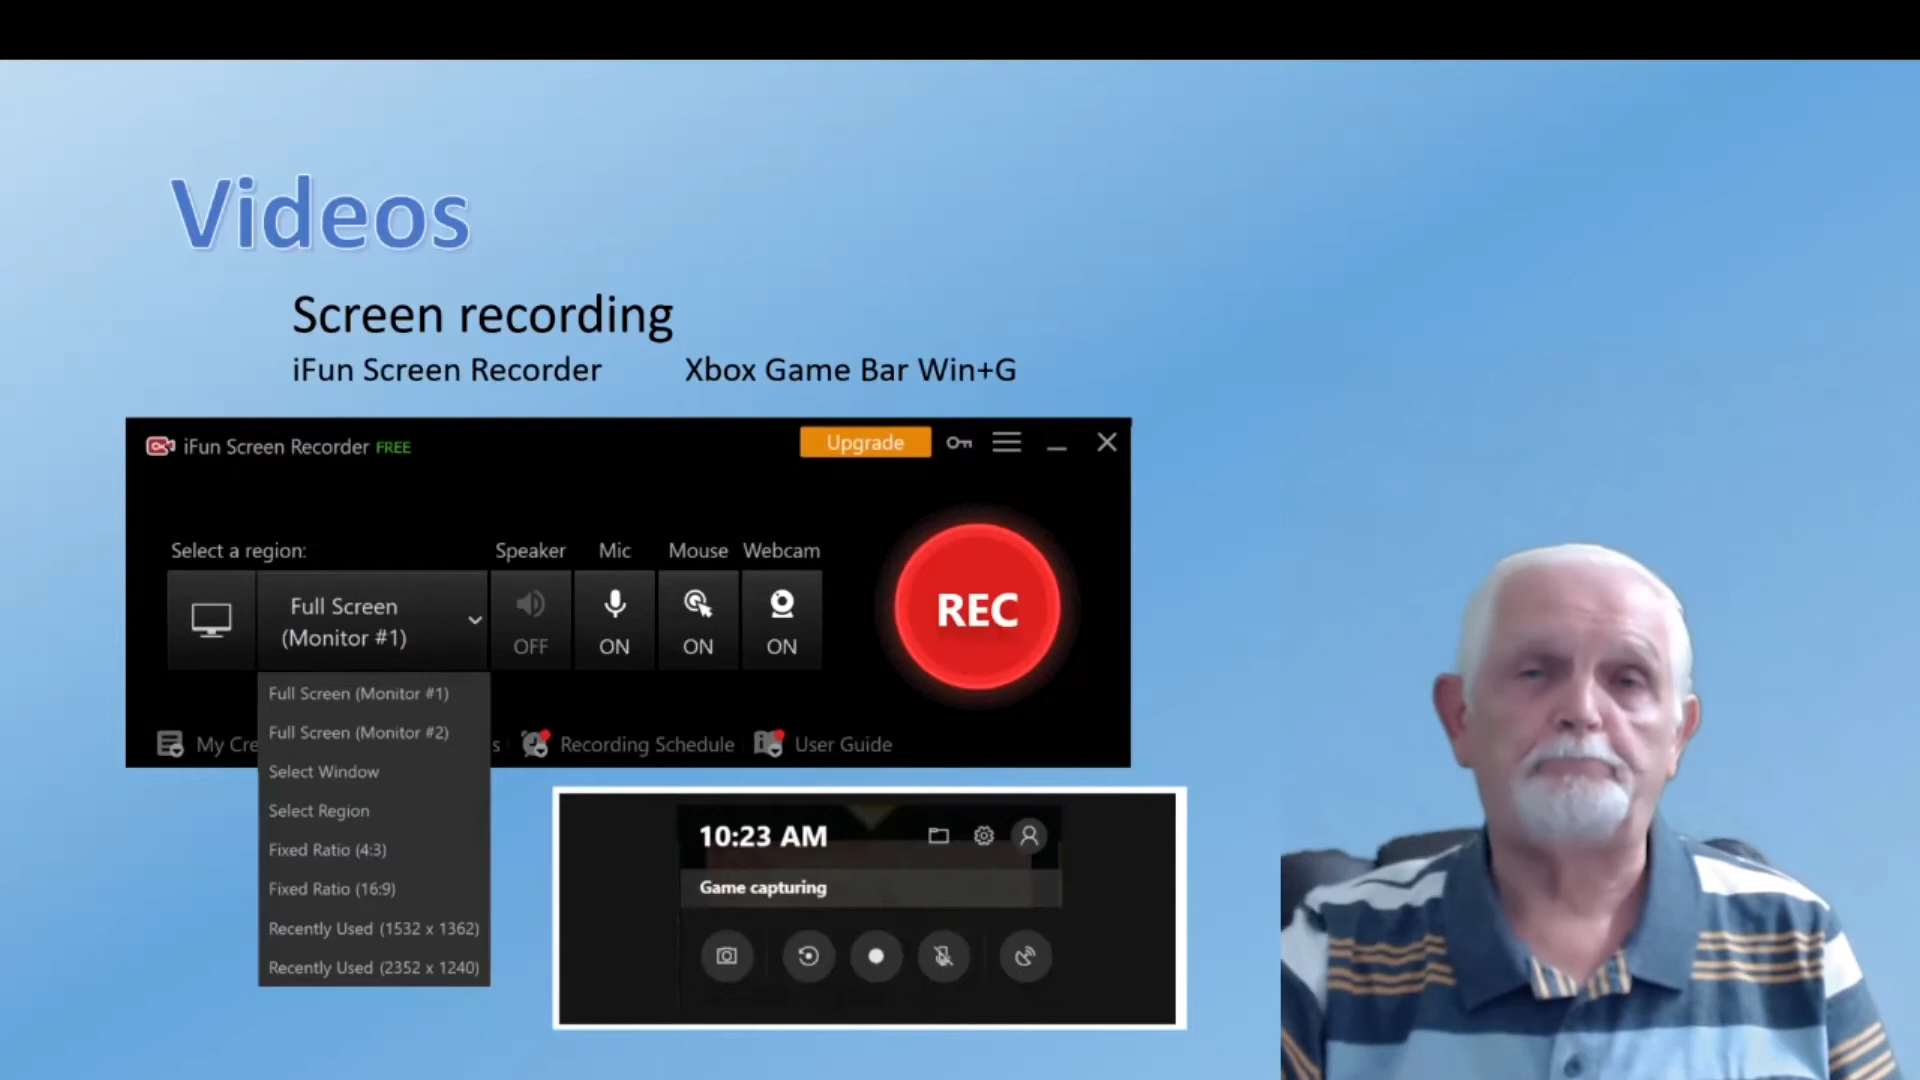 Videos
Screen recording
iFun Screen Recorder
Xbox Game Bar Win+G
iFun Screen Recorder FREE
Upgrade
Select a region:
Speaker
Mic
Mouse
Webcam
Full Screen
(Monitor #1)
OFF
ON
ON
ON
REC
Full Screen (Monitor #1)
Full Screen (Monitor #2)
Select Window
Select Region
Fixed Ratio (4:3)
Fixed Ratio (16:9)
Recently Used (1532 x 1362)
Recently Used (2352 x 1240)
My Cre
s
Recording Schedule
User Guide
10:23 AM
Game capturing